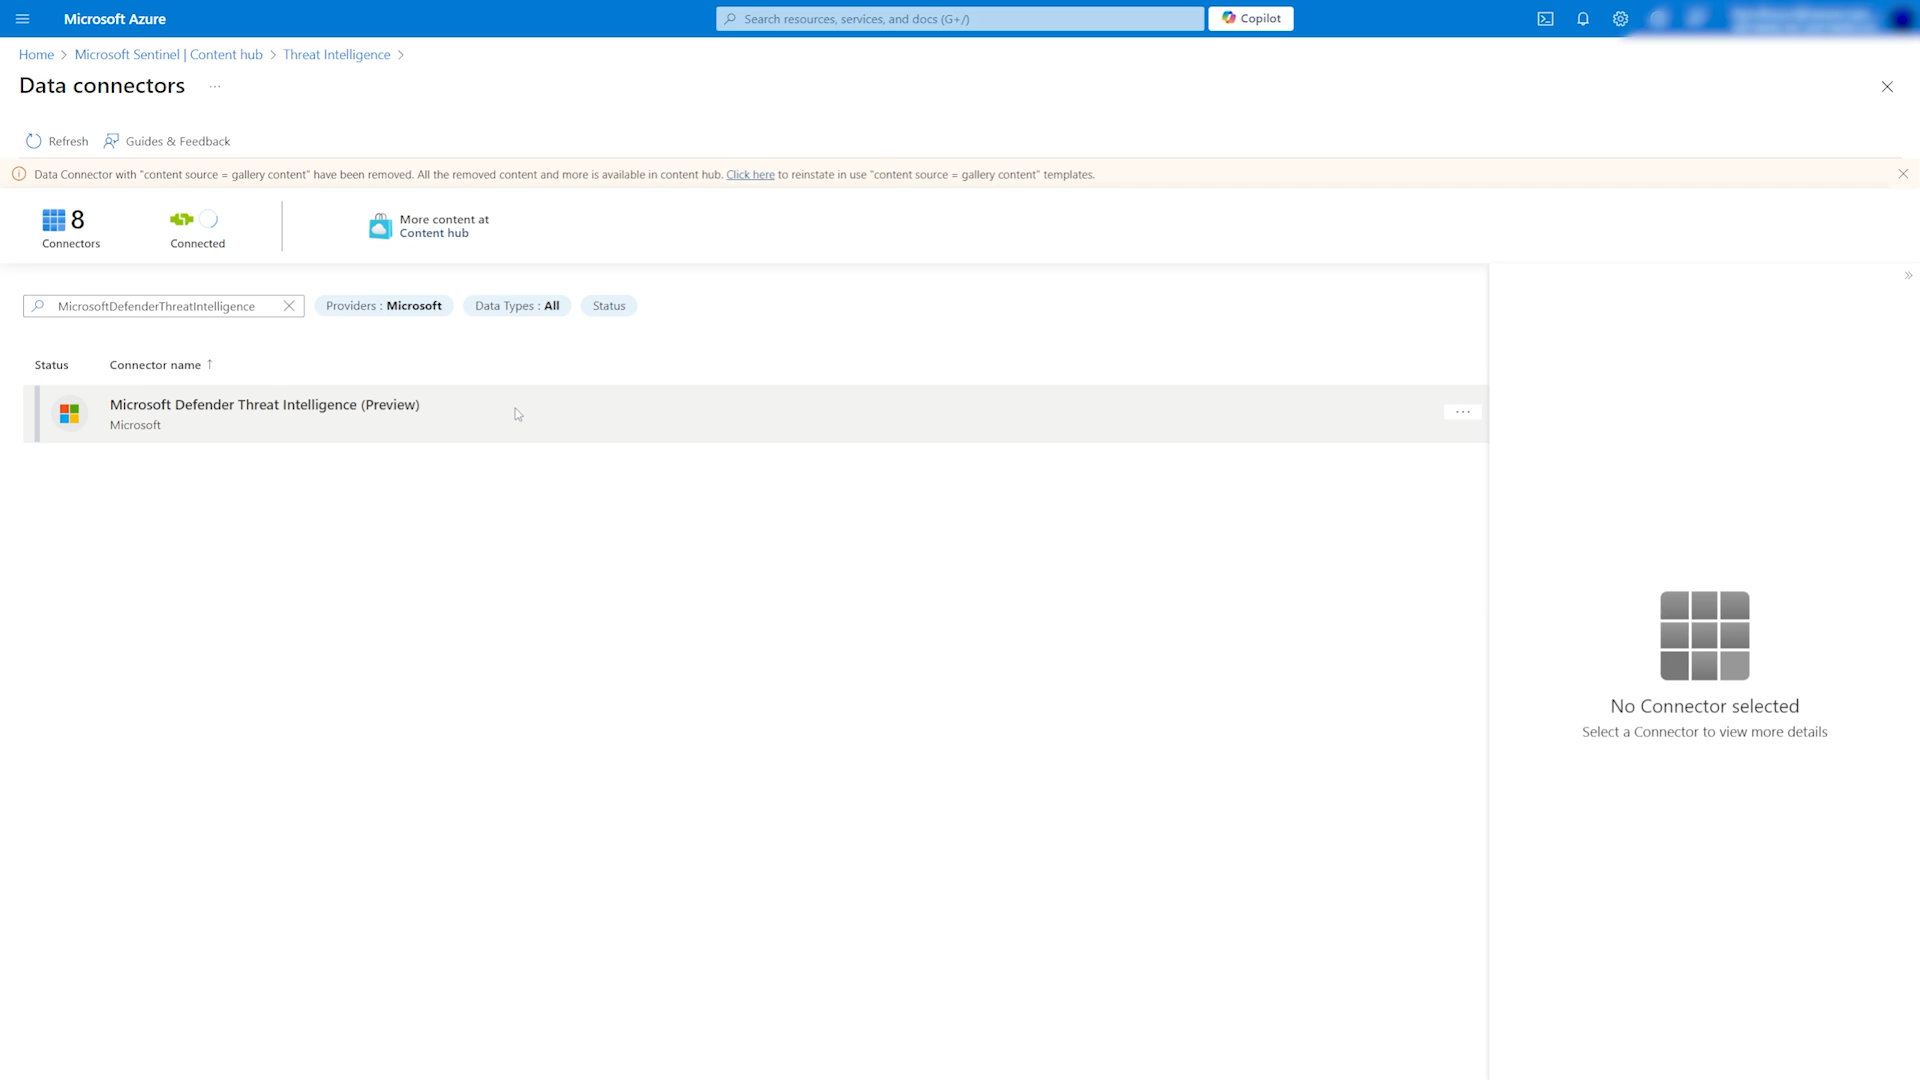 Microsoft Azure
Search resources, services, and docs (G+/)
Copilot
Home > Microsoft Sentinel | Content hub > Threat Intelligence >
Data connectors ...
Refresh
Guides & Feedback
Data Connector with "content source = gallery content" have been removed. All the removed content and more is available in content hub. Click here to reinstate in use "content source = gallery content" templates.
8
Connectors
Connected
More content at
Content hub
MicrosoftDefenderThreatIntelligence
Providers : Microsoft
Data Types : All
Status
Status
Connector name ↑
Microsoft Defender Threat Intelligence (Preview)
Microsoft
...
No Connector selected
Select a Connector to view more details